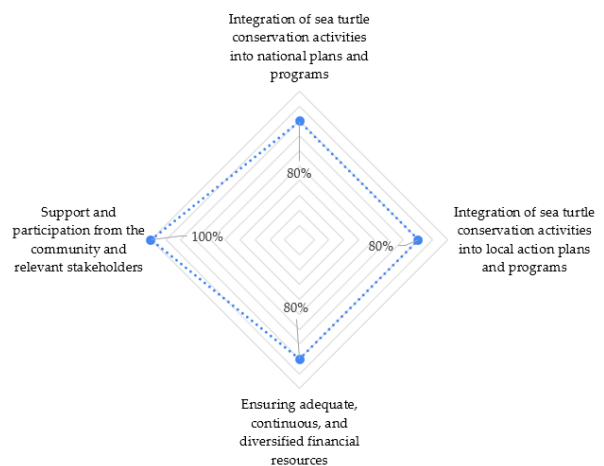 Integration of sea turtle
conservation activities
into national plans and
programs
80%
Support and
participation from the
community and
relevant stakeholders
100%
80%
Integration of sea turtle
conservation activities
into local action plans
and programs
80%
Ensuring adequate,
continuous, and
diversified financial
resources